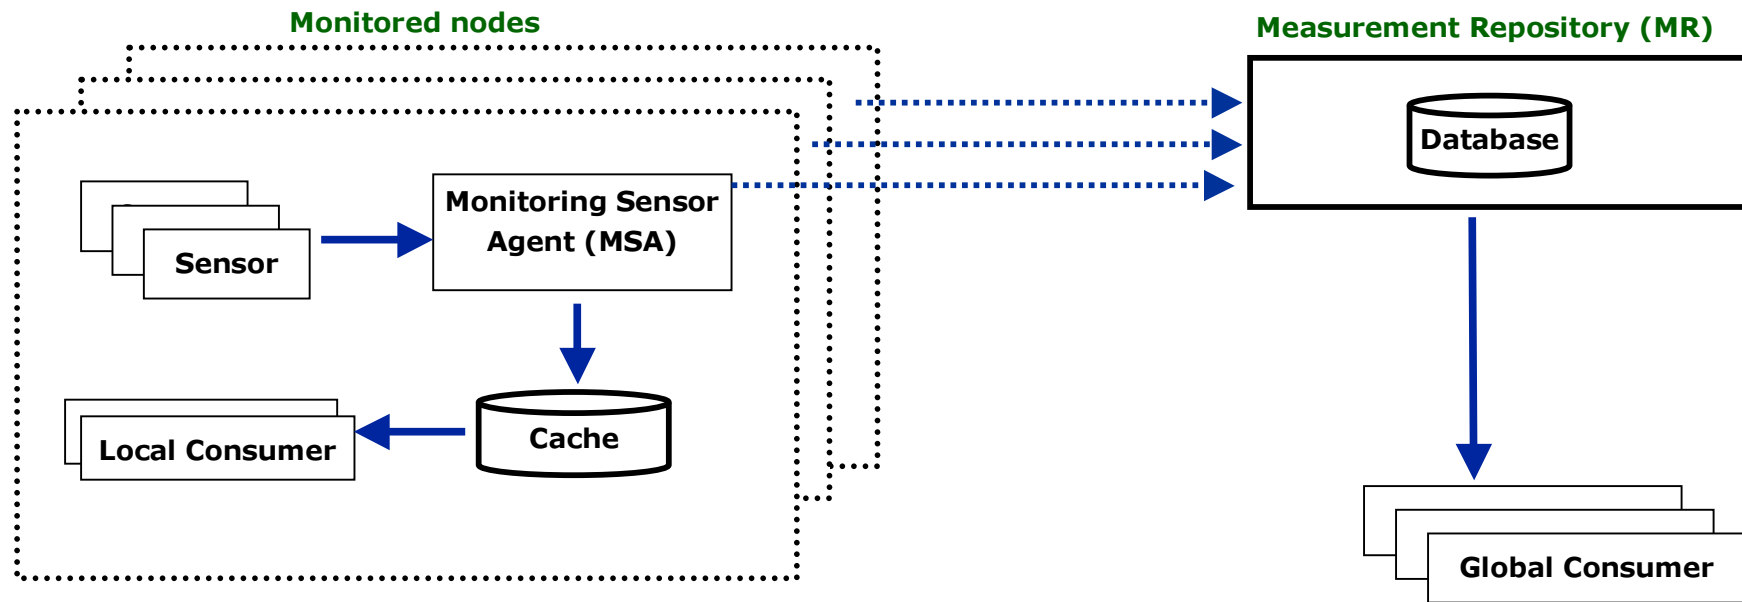 Monitored nodes
Measurement Repository (MR)
Database
Monitoring Sensor
Agent (MSA)
Sensor
Cache
Local Consumer
Global Consumer